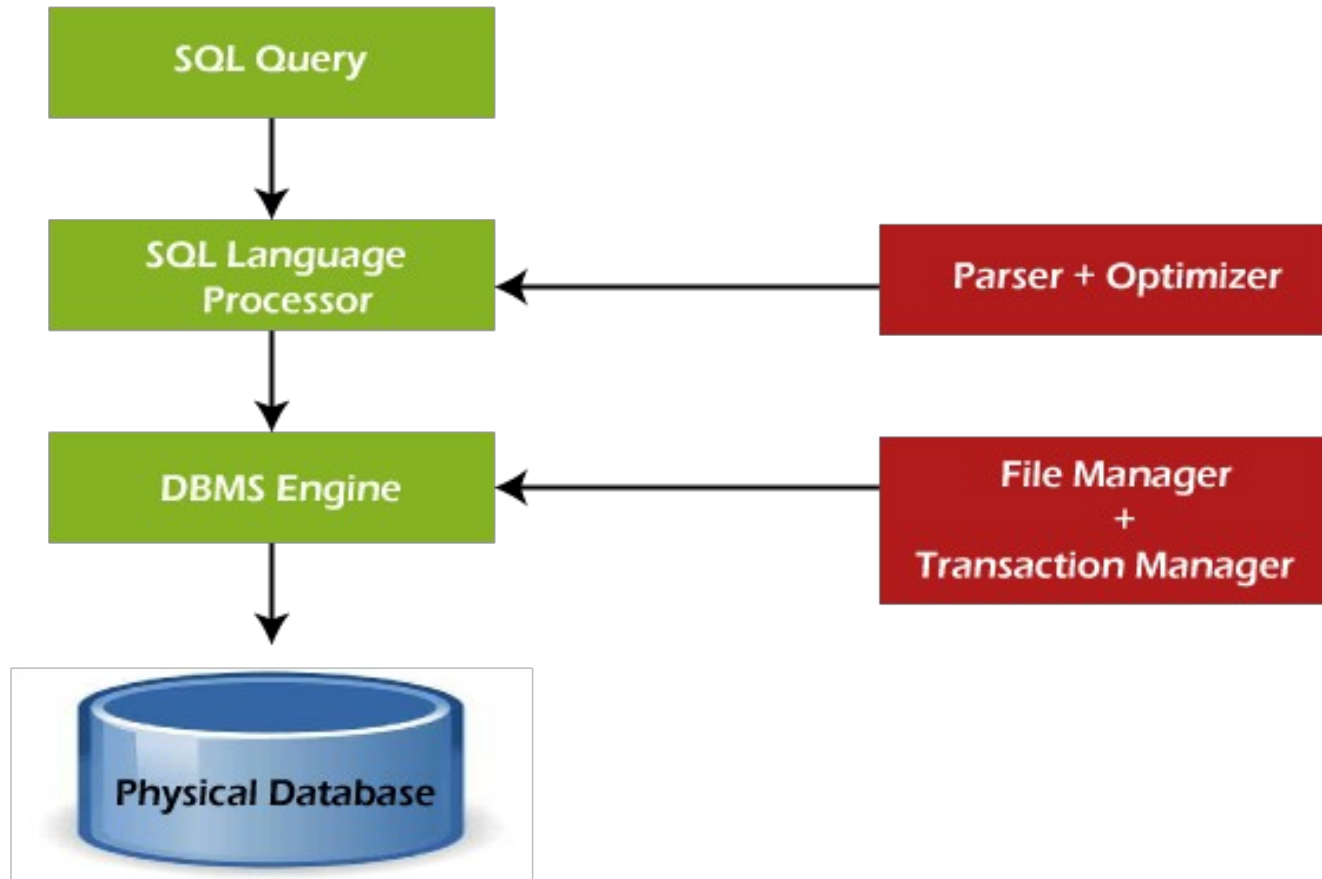 SQL Query
SQL Language
Processor
Parser + Optimizer
DBMS Engine
File Manager
+
Transaction Manager
Physical Database